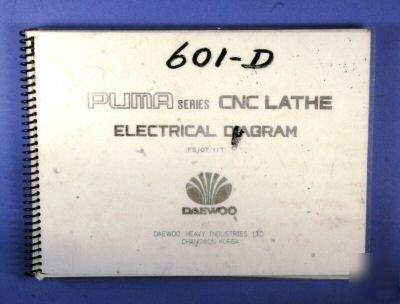 601-D
PUMA SERIES CNC LATHE
ELECTRICAL DIAGRAM
DAEWOO
DAEWOO HEAVY INDUSTRIES LTD
CHANGWON KOREA